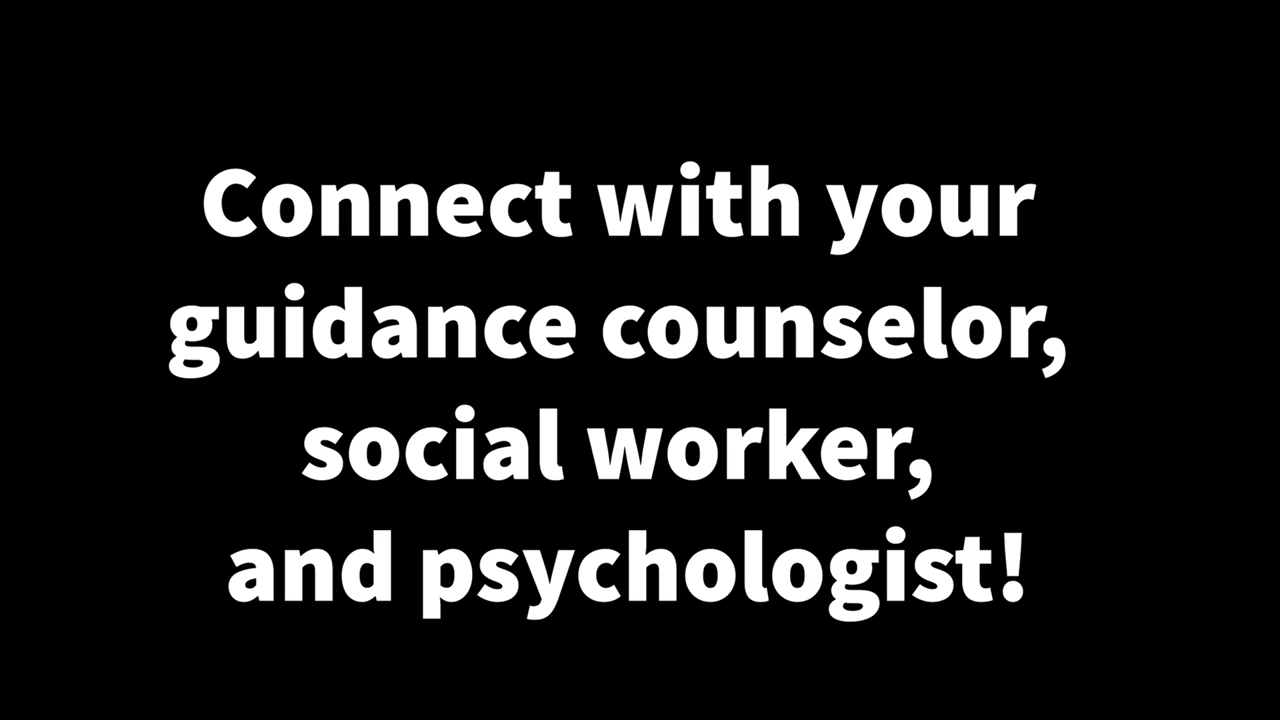 Connect with your
guidance counselor,
social worker,
and psychologist!